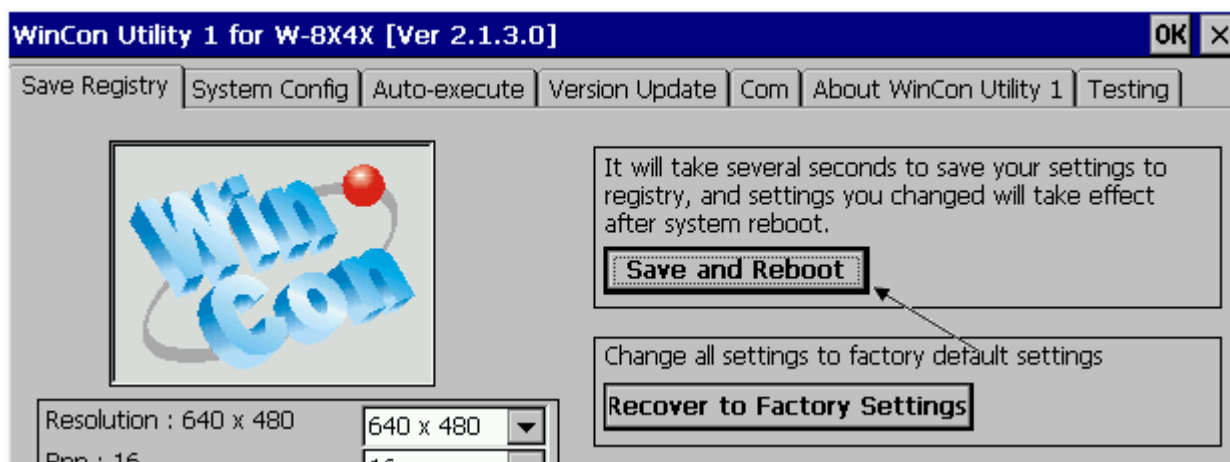 WinCon Utility 1 for W-8X4X [Ver 2.1.3.0]
OK ×
Save Registry System Config Auto-execute Version Update Com About WinCon Utility 1 Testing
Win
Con
It will take several seconds to save your settings to
registry, and settings you changed will take effect
after system reboot.
Save and Reboot
Change all settings to factory default settings
Recover to Factory Settings
Resolution : 640 x 480
640 x 480
Bpp : 16
16